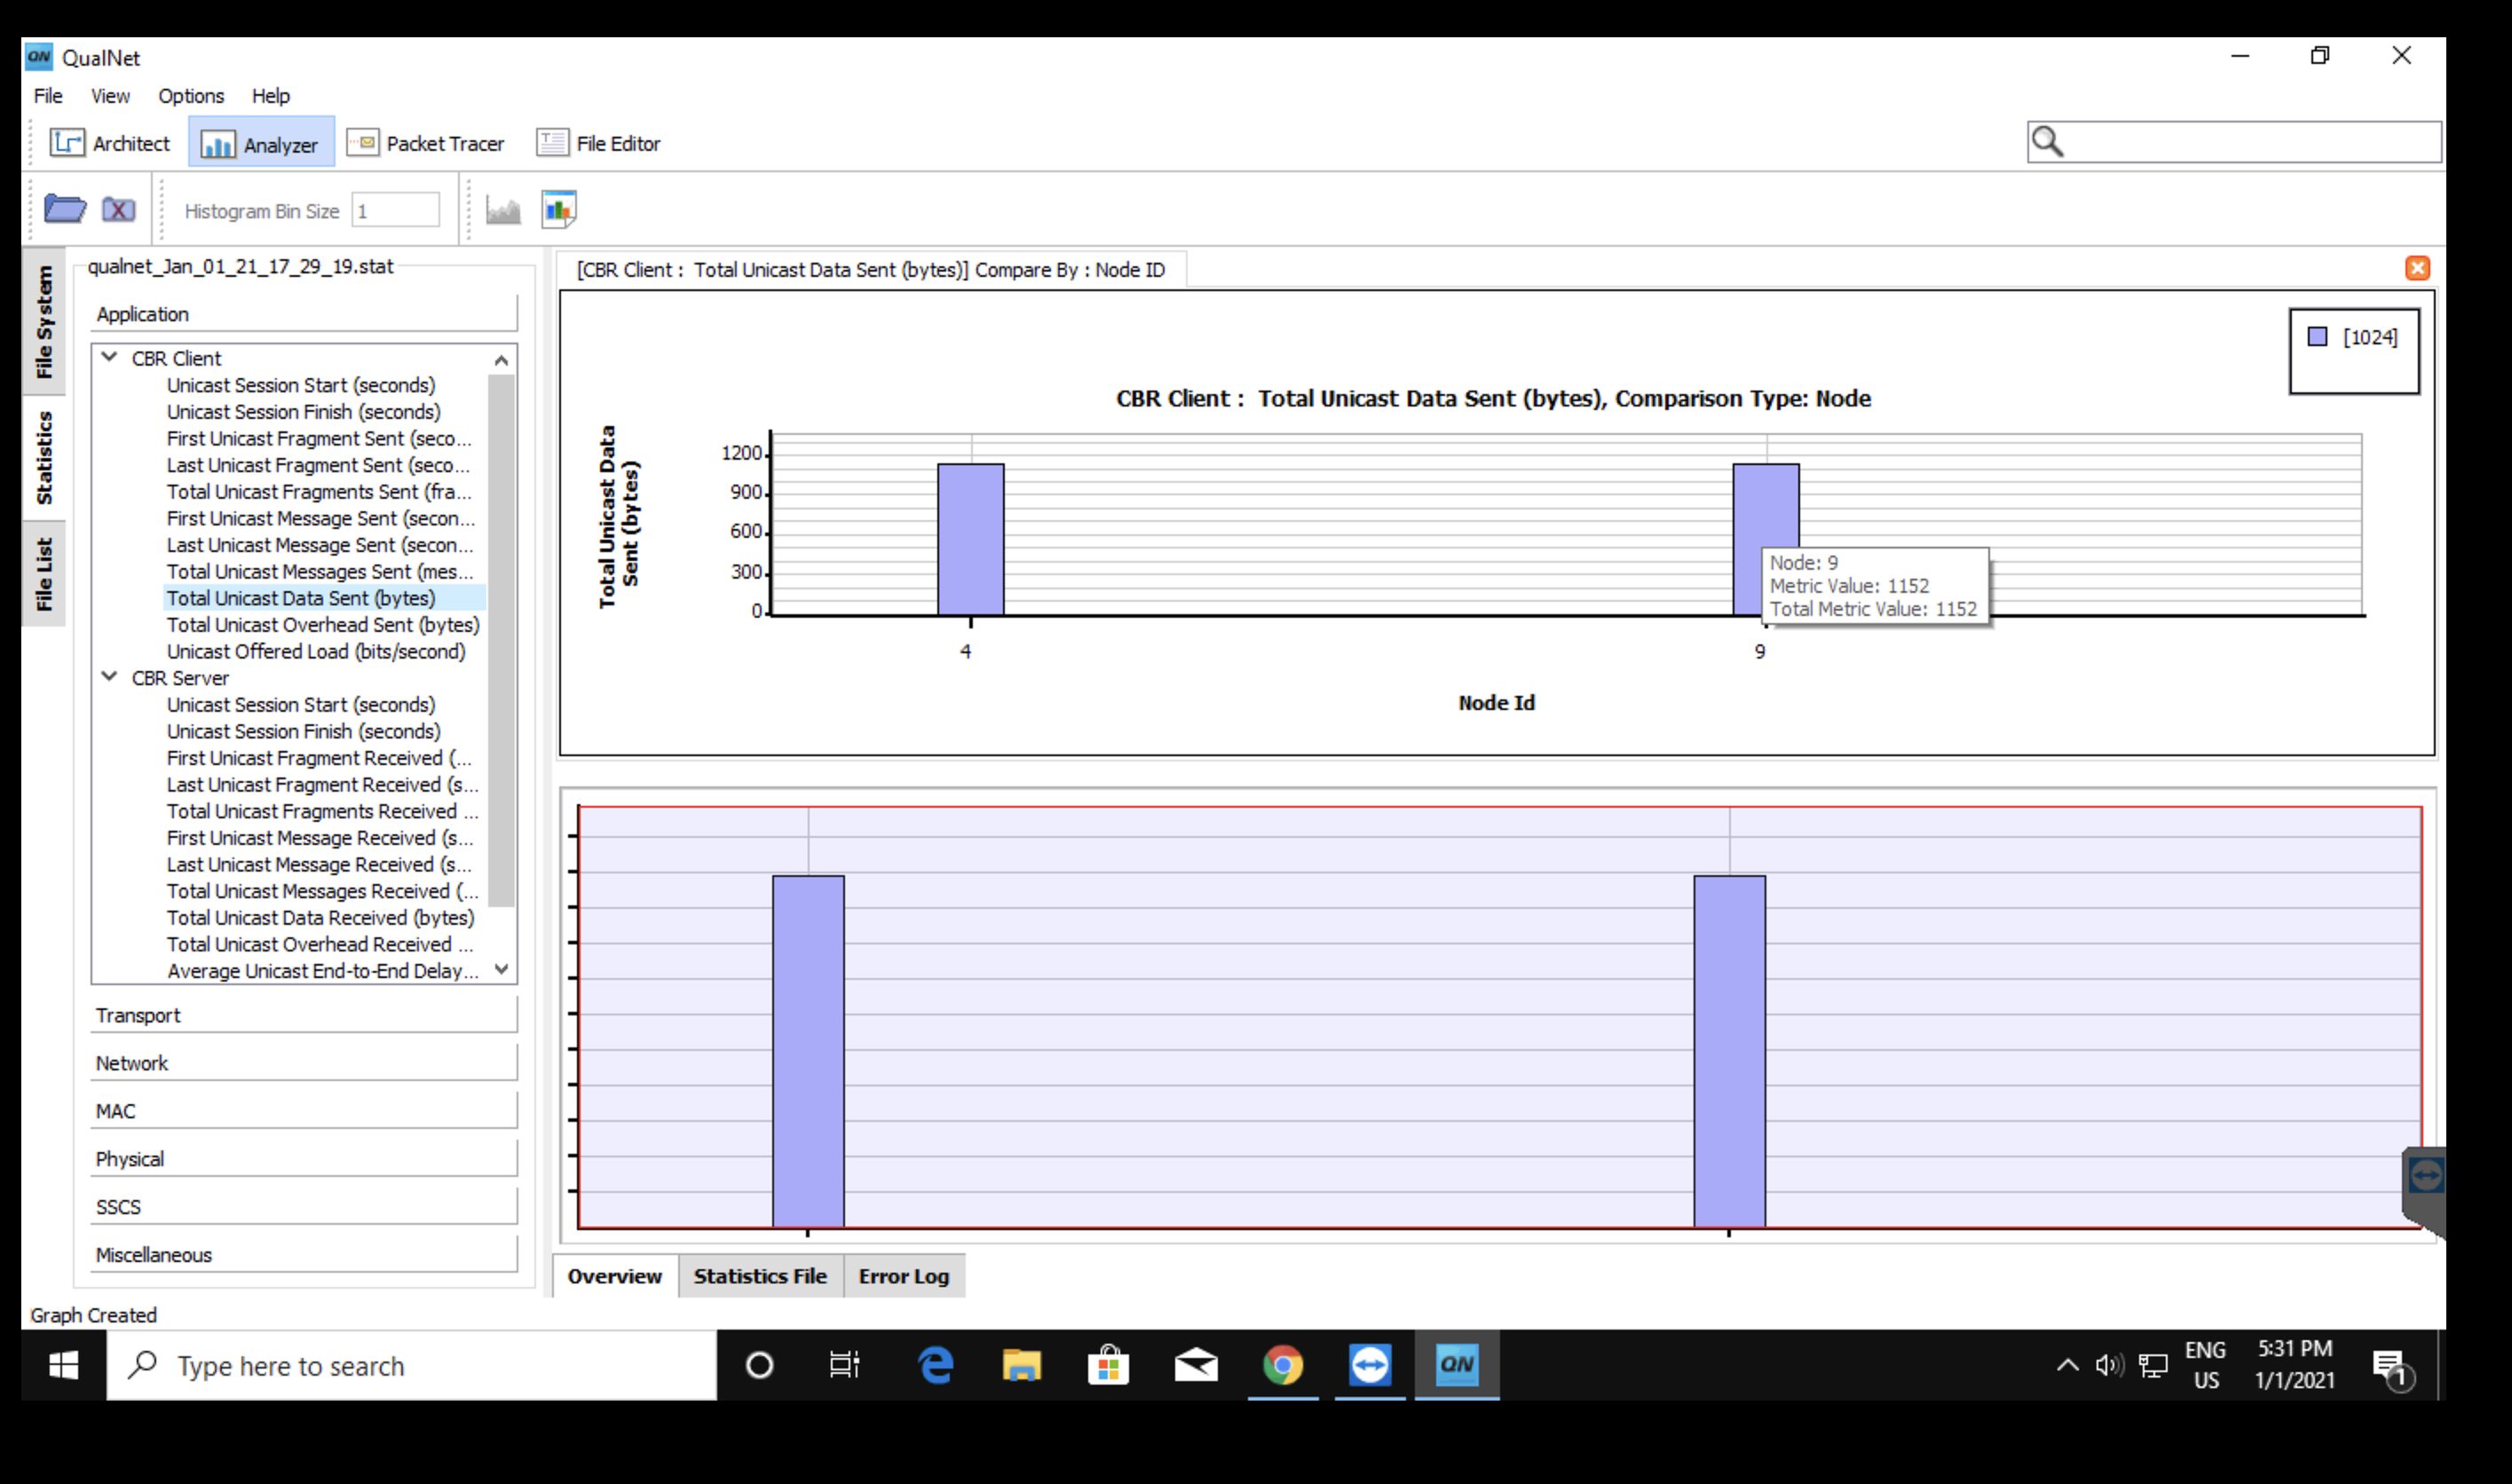 QN QualNet
File View Options Help
Architect Analyzer Packet Tracer File Editor
Histogram Bin Size 1
File System
Statistics
File List
qualnet_Jan_01_21_17_29_19.stat
Application
CBR Client
Unicast Session Start (seconds)
Unicast Session Finish (seconds)
First Unicast Fragment Sent (seco...
Last Unicast Fragment Sent (seco...
Total Unicast Fragments Sent (fra...
First Unicast Message Sent (secon...
Last Unicast Message Sent (secon...
Total Unicast Messages Sent (mes...
Total Unicast Data Sent (bytes)
Total Unicast Overhead Sent (bytes)
Unicast Offered Load (bits/second)
CBR Server
Unicast Session Start (seconds)
Unicast Session Finish (seconds)
First Unicast Fragment Received (...
Last Unicast Fragment Received (s...
Total Unicast Fragments Received ...
First Unicast Message Received (s...
Last Unicast Message Received (s...
Total Unicast Messages Received (...
Total Unicast Data Received (bytes)
Total Unicast Overhead Received ...
Average Unicast End-to-End Delay...
Transport
Network
MAC
Physical
SSCS
Miscellaneous
[CBR Client : Total Unicast Data Sent (bytes)] Compare By : Node ID
[1024]
CBR Client : Total Unicast Data Sent (bytes), Comparison Type: Node
Total Unicast Data
Sent (bytes)
1200
900
600
300
0
Node: 9
Metric Value: 1152
Total Metric Value: 1152
4 9
Node Id
Overview Statistics File Error Log
Graph Created
Type here to search
QN
ENG
US
5:31 PM
1/1/2021
1